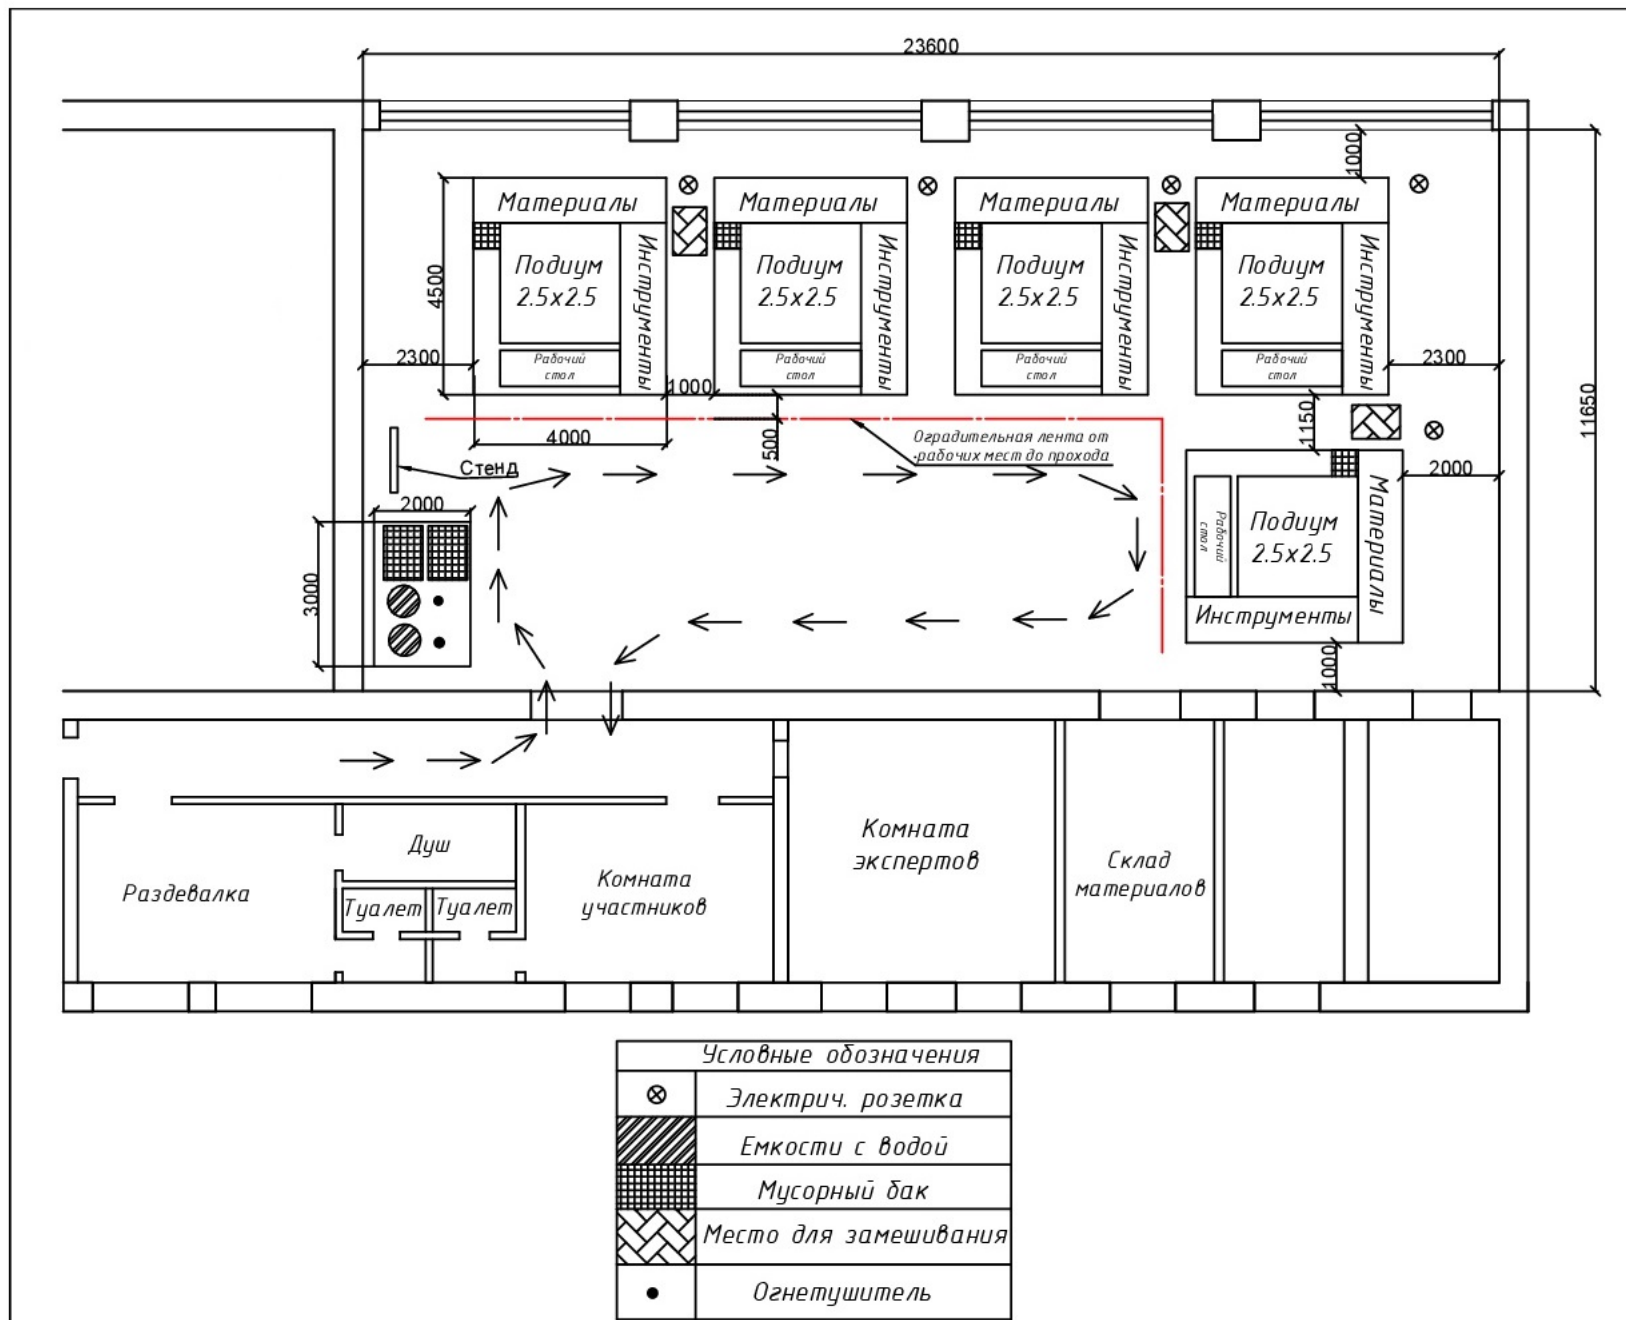 23600
1000
Материалы
Материалы
Материалы
Материалы
Подиум
2.5x2.5
Инструменты
Подиум
2.5x2.5
Инструменты
Подиум
2.5x2.5
Инструменты
Подиум
2.5x2.5
Инструменты
4500
2300
Рабочий
стол
Рабочий
стол
Рабочий
стол
Рабочий
стол
2300
1000
11650
1150
4000
500
Оградительная лента от
рабочих мест до прохода
Стенд
2000
2000
3000
Рабочий
стол
Подиум
2.5x2.5
Материалы
Инструменты
1000
Раздевалка
Душ
Туалет
Туалет
Комната
участников
Комната
экспертов
Склад
материалов
Условные обозначения
Электрич. розетка
Емкости с водой
Мусорный бак
Место для замешивания
Огнетушитель